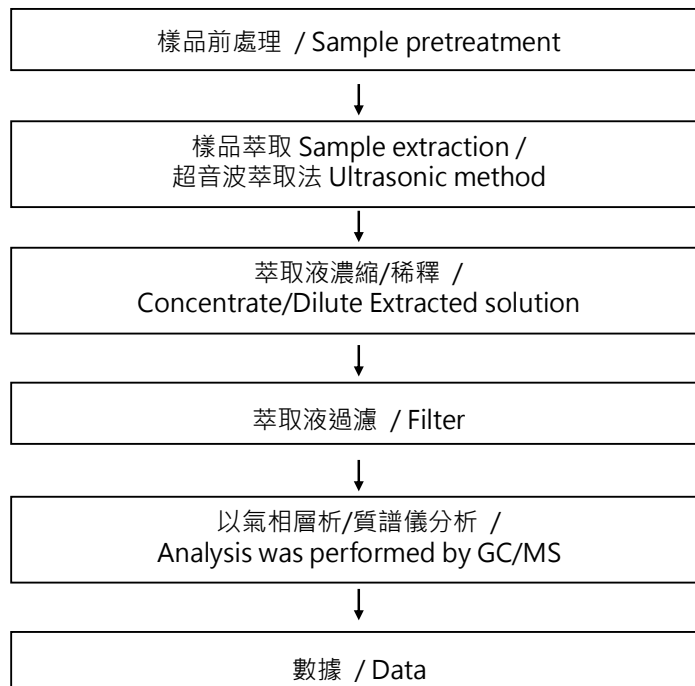 樣品前處理 / Sample pretreatment
樣品萃取 Sample extraction /
超音波萃取法 Ultrasonic method
萃取液濃縮/稀釋 /
Concentrate/Dilute Extracted solution
萃取液過濾 / Filter
以氣相層析/質譜儀分析 /
Analysis was performed by GC/MS
數據 / Data